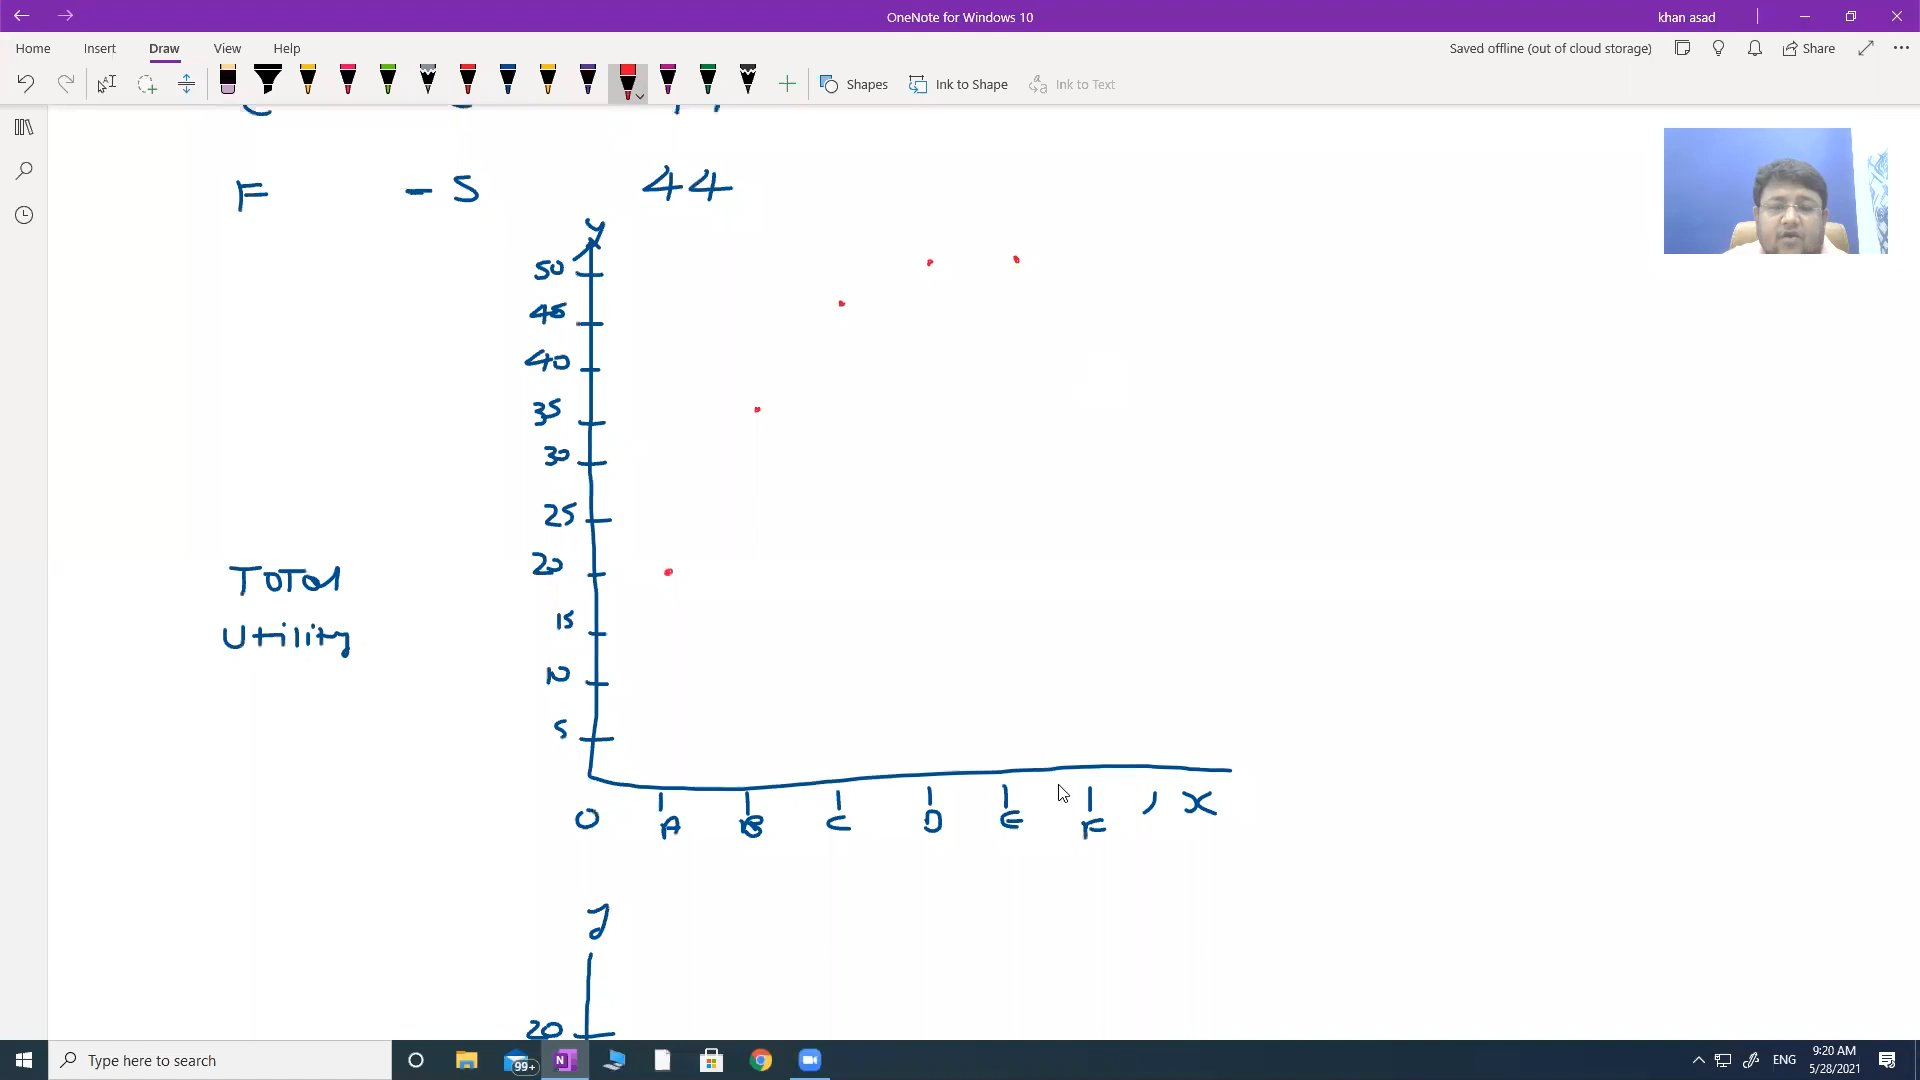 OneNote for Windows 10
khan asad
Home Insert Draw View Help
Saved offline (out of cloud storage)
Share
Shapes
Ink to Shape
Ink to Text
F -5 44
y
50
45
40
35
30
25
20
15
10
5
Total
Utility
O A B C D E F , X
y
20
Type here to search
99+
ENG
9:20 AM
5/28/2021